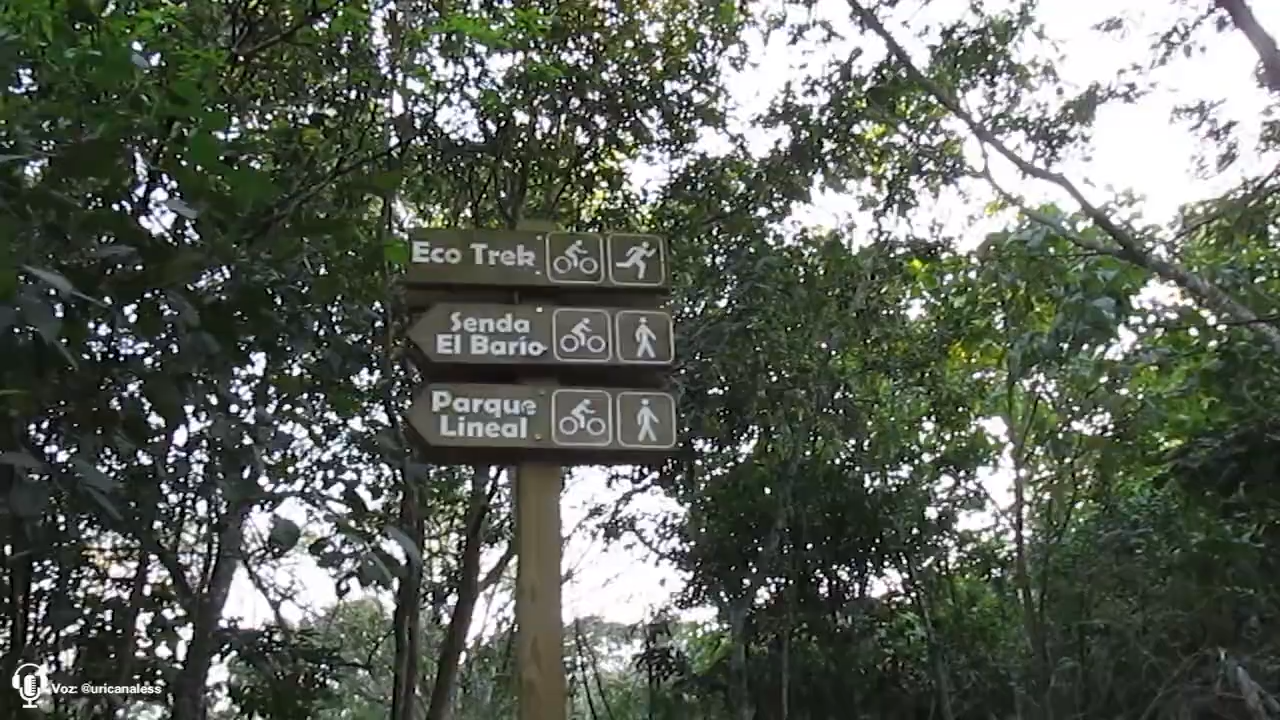 Eco Trek
Senda
El Barío
Parque
Lineal
Voz: @uricanaless